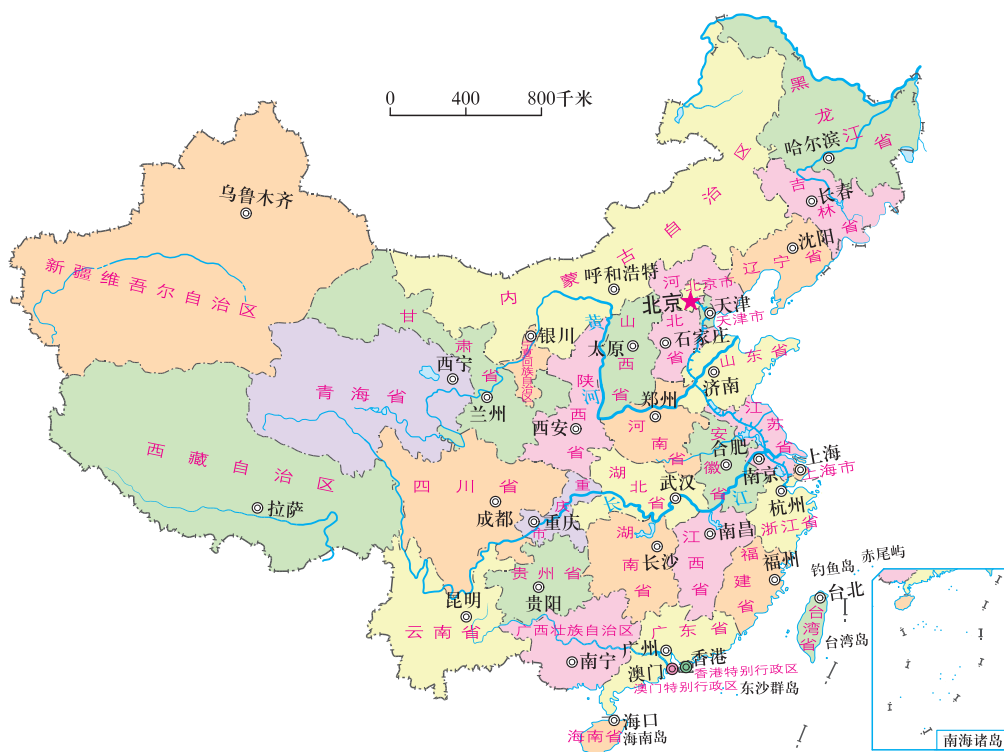 0 400 800千米
黑龙江省
哈尔滨
吉林省
长春
沈阳
辽宁省
内蒙古自治区
呼和浩特
乌鲁木齐
新疆维吾尔自治区
甘肃省
河北省
北京市
北京
天津
天津市
石家庄
山西省
太原
黄河
银川
宁夏回族自治区
西宁
青海省
兰州
陕西省
西安
山东省
济南
郑州
河南省
江苏省
安徽省
合肥
南京
上海
上海市
西藏自治区
拉萨
四川省
成都
重庆市
重庆
湖北省
武汉
长江
杭州
浙江省
湖南省
长沙
江西省
南昌
福建省
福州
贵州省
贵阳
昆明
云南省
广西壮族自治区
南宁
广东省
广州
香港
香港特别行政区
澳门
澳门特别行政区
东沙群岛
钓鱼岛
赤尾屿
台北
台湾省
台湾岛
海口
海南省
海南岛
南海诸岛